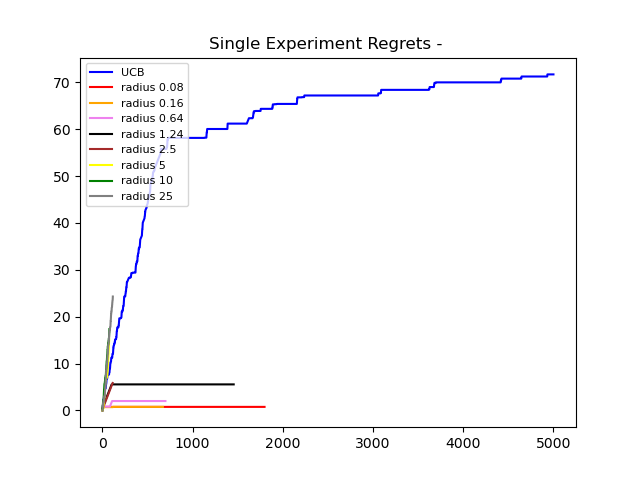 Single Experiment Regrets -
UCB
radius 0.08
radius 0.16
radius 0.64
radius 1.24
radius 2.5
radius 5
radius 10
radius 25
70
60
50
40
30
20
10
0
0 1000 2000 3000 4000 5000